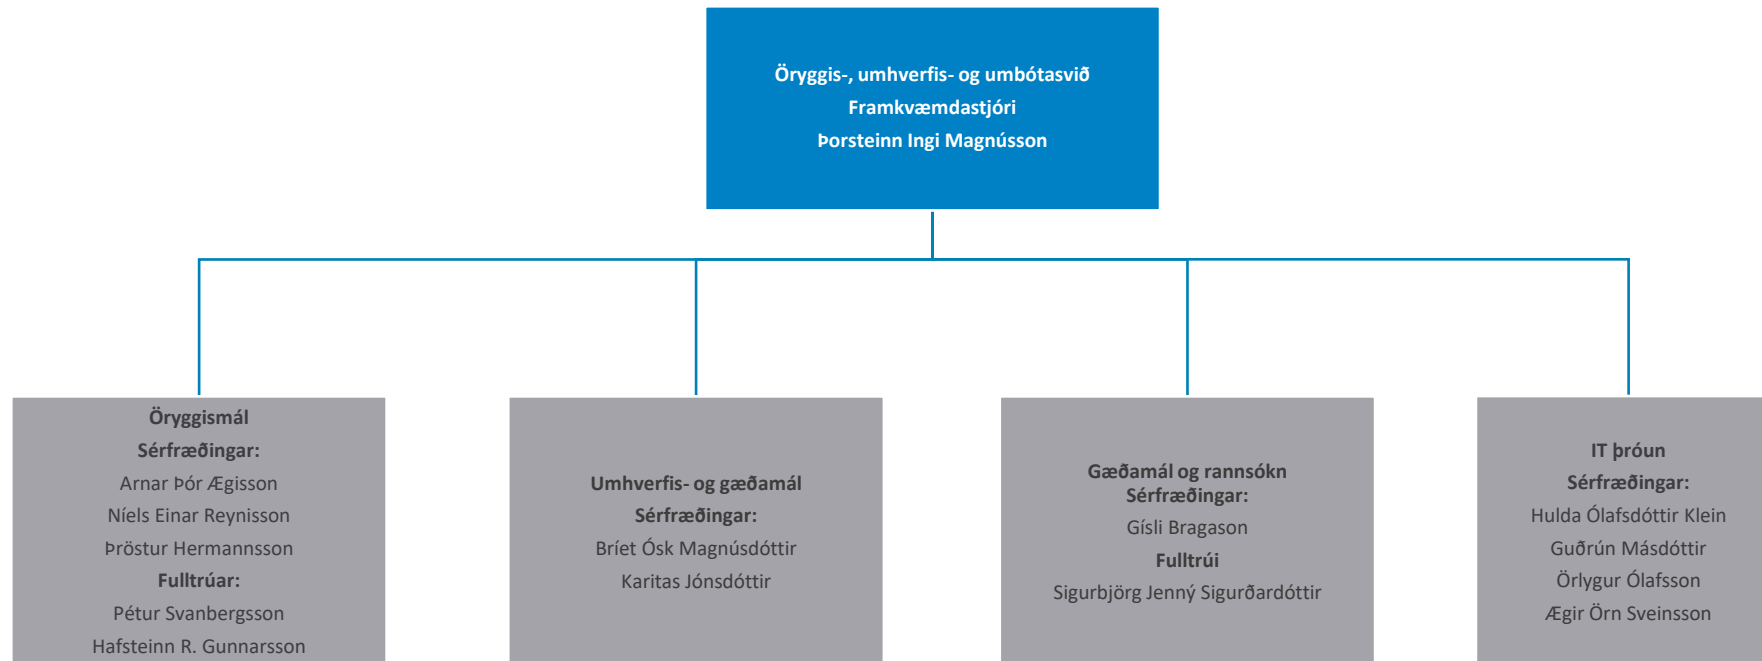 Öryggis-, umhverfis- og umbótasvið
Framkvæmdastjóri
Þorsteinn Ingi Magnússon
Öryggismál
Sérfræðingar:
Arnar Þór Ægisson
Níels Einar Reynisson
Þröstur Hermannsson
Fulltrúar:
Pétur Svanbergsson
Hafsteinn R. Gunnarsson
Umhverfis- og gæðamál
Sérfræðingar:
Bríet Ósk Magnúsdóttir
Karitas Jónsdóttir
Gæðamál og rannsókn
Sérfræðingar:
Gísli Bragason
Fulltrúi
Sigurbjörg Jenný Sigurðardóttir
IT þróun
Sérfræðingar:
Hulda Ólafsdóttir Klein
Guðrún Másdóttir
Örlygur Ólafsson
Ægir Örn Sveinsson